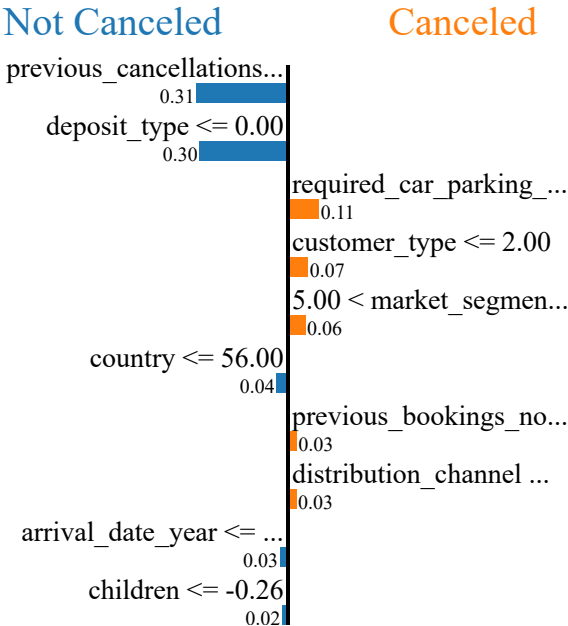 Not Canceled Canceled
previous_cancellations...
0.31
deposit_type <= 0.00
0.30
required_car_parking_...
0.11
customer_type <= 2.00
0.07
5.00 < market_segmen...
0.06
country <= 56.00
0.04
previous_bookings_no...
0.03
distribution_channel ...
0.03
arrival_date_year <= ...
0.03
children <= -0.26
0.02